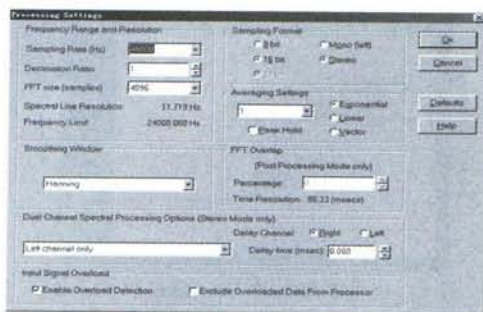 Processing Settings
Frequency Range and Resolution
Sampling Rate (Hz)
Decimation Ratio 1
FFT size (samples) 4096
Spectral Line Resolution 11.719 Hz
Frequency Limit 24000.000 Hz
Sampling Format
8 bit Mono (left)
16 bit Stereo
Averaging Settings
1 Exponential
Linear
Peak Hold Vector
Ok
Cancel
Defaults
Help
Smoothing Window
Hanning
FFT Overlap
(Post Processing Mode only)
Percentage: 0
Time Resolution: (msec)
Dual Channel Spectral Processing Options (Stereo Mode only)
Left channel only
Delay Channel Right Left
Delay time (msec): 0.000
Input Signal Overload
Enable Overload Detection Exclude Overloaded Data From Processor